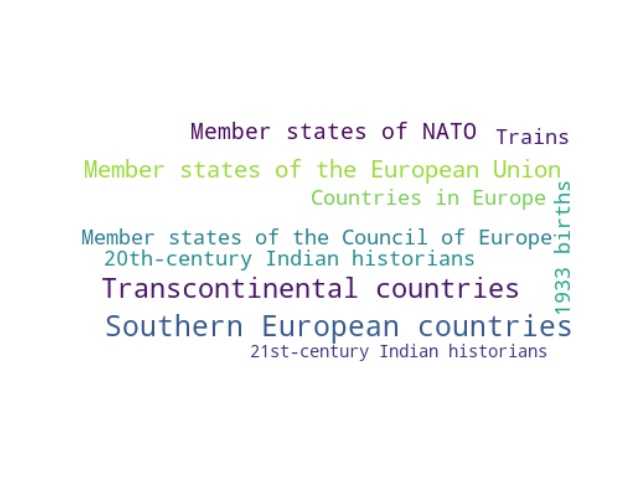 Member states of NATO
Trains
Member states of the European Union
Countries in Europe
Member states of the Council of Europe
20th-century Indian historians
1933 births
Transcontinental countries
Southern European countries
21st-century Indian historians